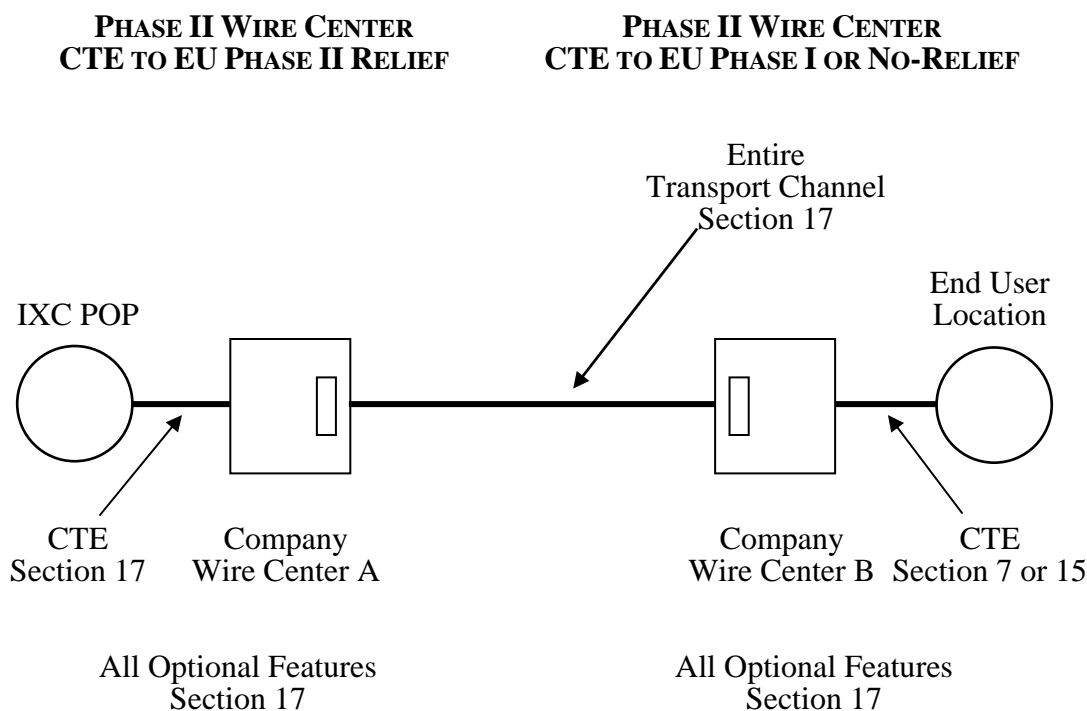 PHASE II WIRE CENTER
CTE TO EU PHASE II RELIEF
PHASE II WIRE CENTER
CTE TO EU PHASE I OR NO-RELIEF
Entire
Transport Channel
Section 17
IXC POP
End User
Location
CTE
Section 17
Company
Wire Center A
Company
Wire Center B
CTE
Section 7 or 15
All Optional Features
Section 17
All Optional Features
Section 17